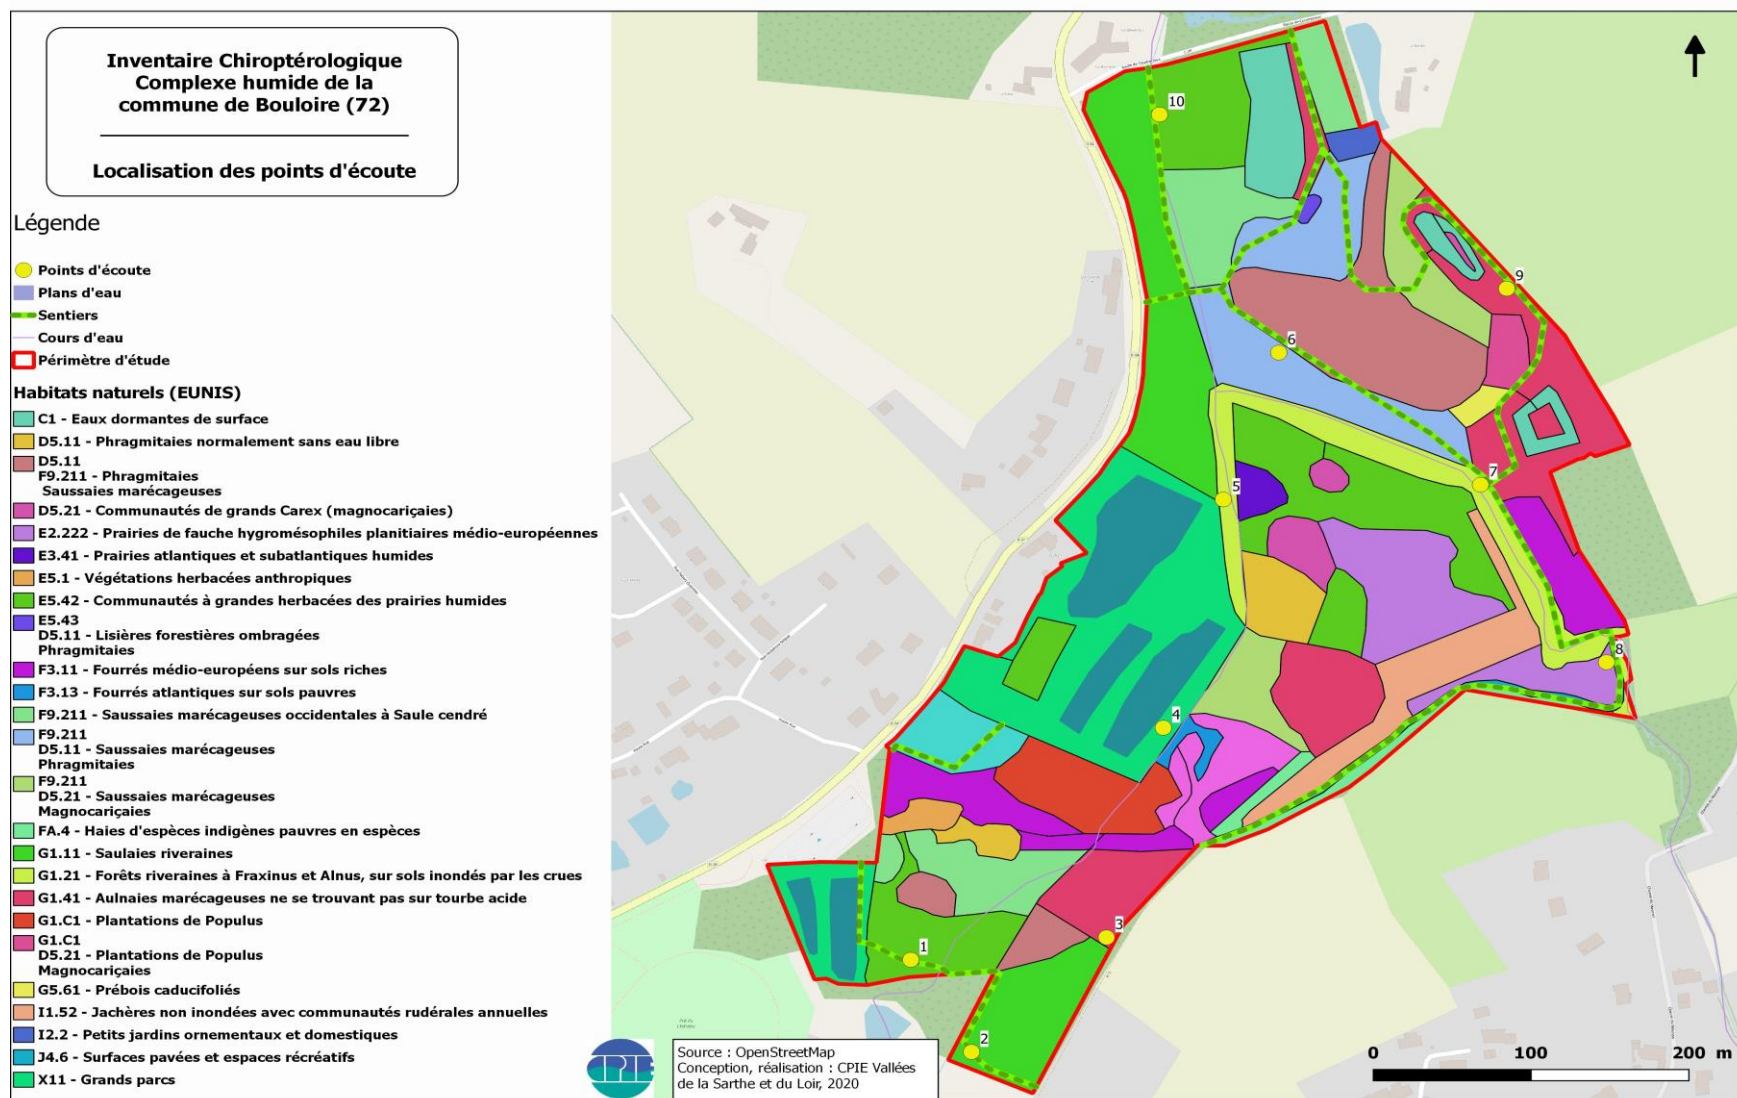 Inventaire Chiroptérologique
Complexe humide de la
commune de Bouloire (72)
Localisation des points d'écoute
Légende
Points d'écoute
Plans d'eau
Sentiers
Cours d'eau
Périmètre d'étude
Habitats naturels (EUNIS)
C1 - Eaux dormantes de surface
D5.11 - Phragmitaies normalement sans eau libre
D5.11
F9.211 - Phragmitaies
Saussaies marécageuses
D5.21 - Communautés de grands Carex (magnocariçaies)
E2.222 - Prairies de fauche hygromésophiles planitiaires médio-européennes
E3.41 - Prairies atlantiques et subatlantiques humides
E5.1 - Végétations herbacées anthropiques
E5.42 - Communautés à grandes herbacées des prairies humides
E5.43
D5.11 - Lisières forestières ombragées
Phragmitaies
F3.11 - Fourrés médio-européens sur sols riches
F3.13 - Fourrés atlantiques sur sols pauvres
F9.211 - Saussaies marécageuses occidentales à Saule cendré
F9.211
D5.11 - Saussaies marécageuses
Phragmitaies
F9.211
D5.21 - Saussaies marécageuses
Magnocariçaies
FA.4 - Haies d'espèces indigènes pauvres en espèces
G1.11 - Saulaies riveraines
G1.21 - Forêts riveraines à Fraxinus et Alnus, sur sols inondés par les crues
G1.41 - Aulnaies marécageuses ne se trouvant pas sur tourbe acide
G1.C1 - Plantations de Populus
G1.C1
D5.21 - Plantations de Populus
Magnocariçaies
G5.61 - Prébois caducifoliés
I1.52 - Jachères non inondées avec communautés rudérales annuelles
I2.2 - Petits jardins ornementaux et domestiques
J4.6 - Surfaces pavées et espaces récréatifs
X11 - Grands parcs
10
9
6
7
5
8
4
3
1
2
CPIE
Source : OpenStreetMap
Conception, réalisation : CPIE Vallées
de la Sarthe et du Loir, 2020
0 100 200 m